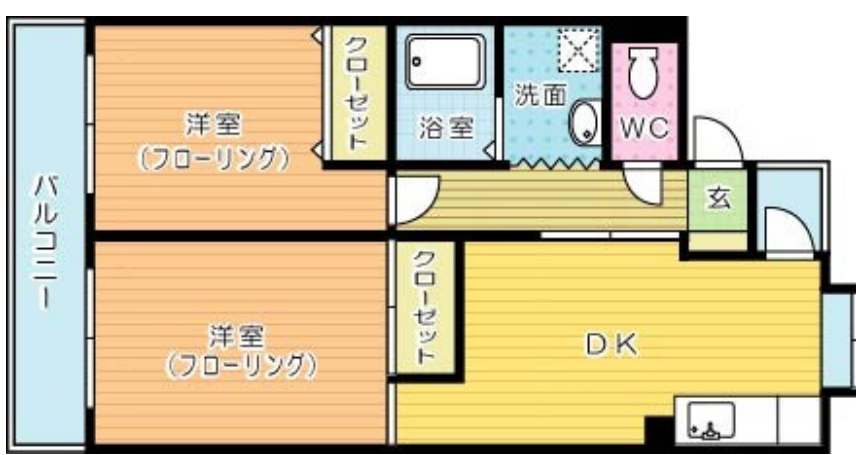 バルコニー
洋室
（フローリング）
クローゼット
浴室
洗面
WC
玄
洋室
（フローリング）
クローゼット
DK